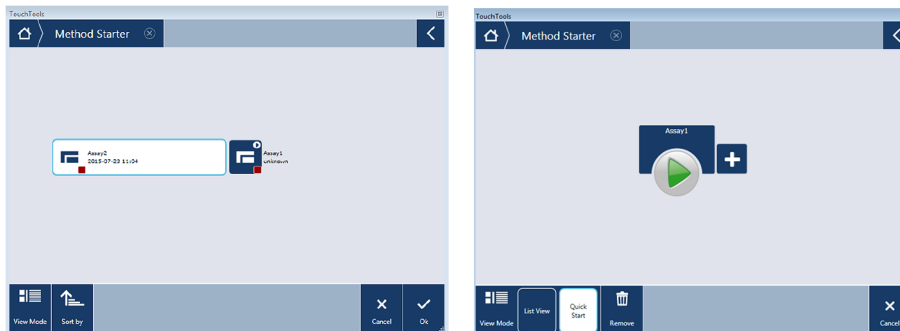 TouchTools
Method Starter
Assay2
2015-07-23 11:04
Assay1
unknown
View Mode
Sort by
Cancel
Ok
TouchTools
Method Starter
Assay1
View Mode
List View
Quick
Start
Remove
Cancel